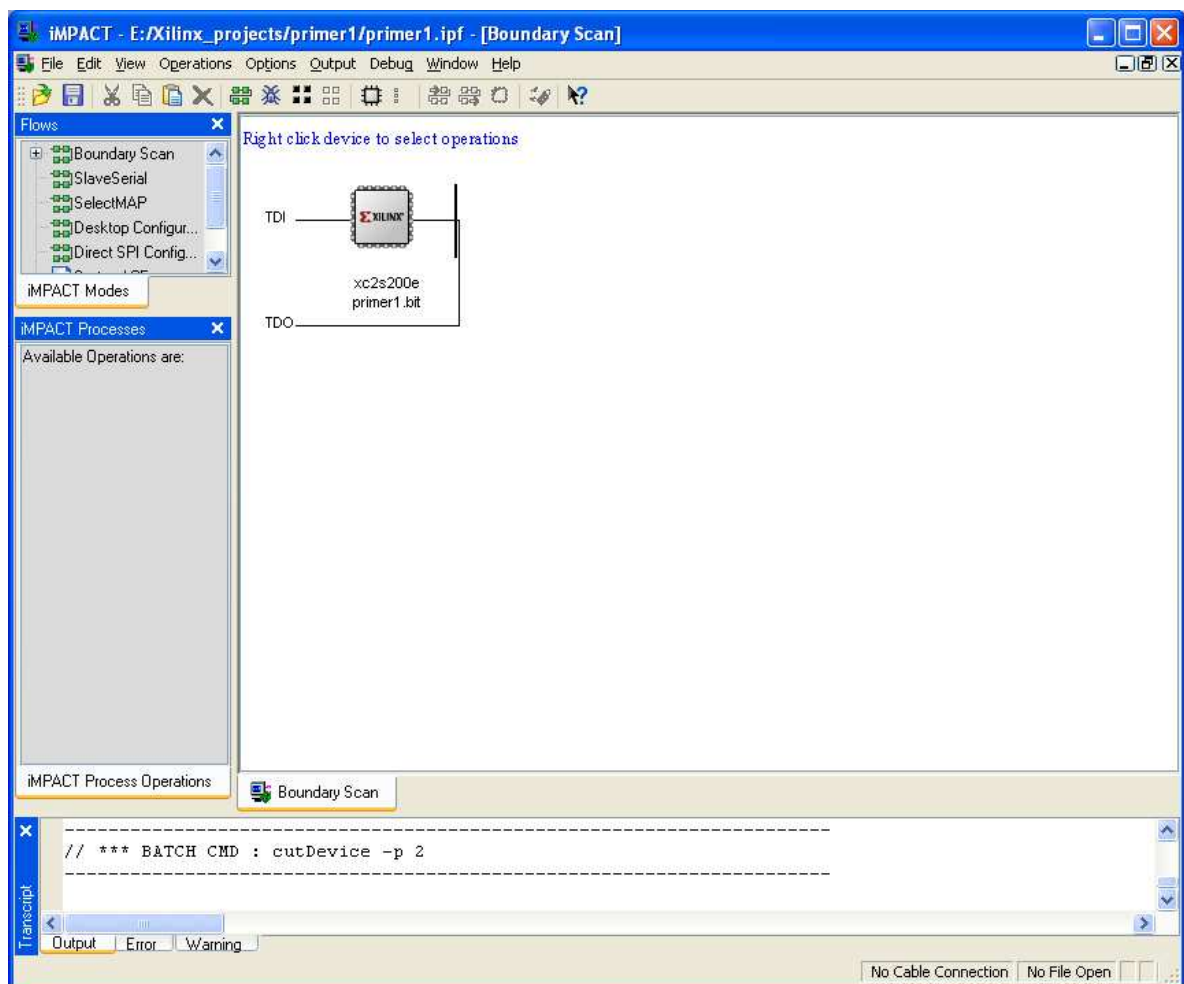 iMPACT - E:/Xilinx_projects/primer1/primer1.ipf - [Boundary Scan]
File Edit View Operations Options Output Debug Window Help
Flows
Boundary Scan
SlaveSerial
SelectMAP
Desktop Configur...
Direct SPI Config...
iMPACT Modes
iMPACT Processes
Available Operations are:
iMPACT Process Operations
Right click device to select operations
TDI
XILINX
xc2s200e
primer1.bit
TDO
Boundary Scan
Transcript
----------------------------------------------------------------------
// *** BATCH CMD : cutDevice -p 2
----------------------------------------------------------------------
Output Error Warning
No Cable Connection No File Open